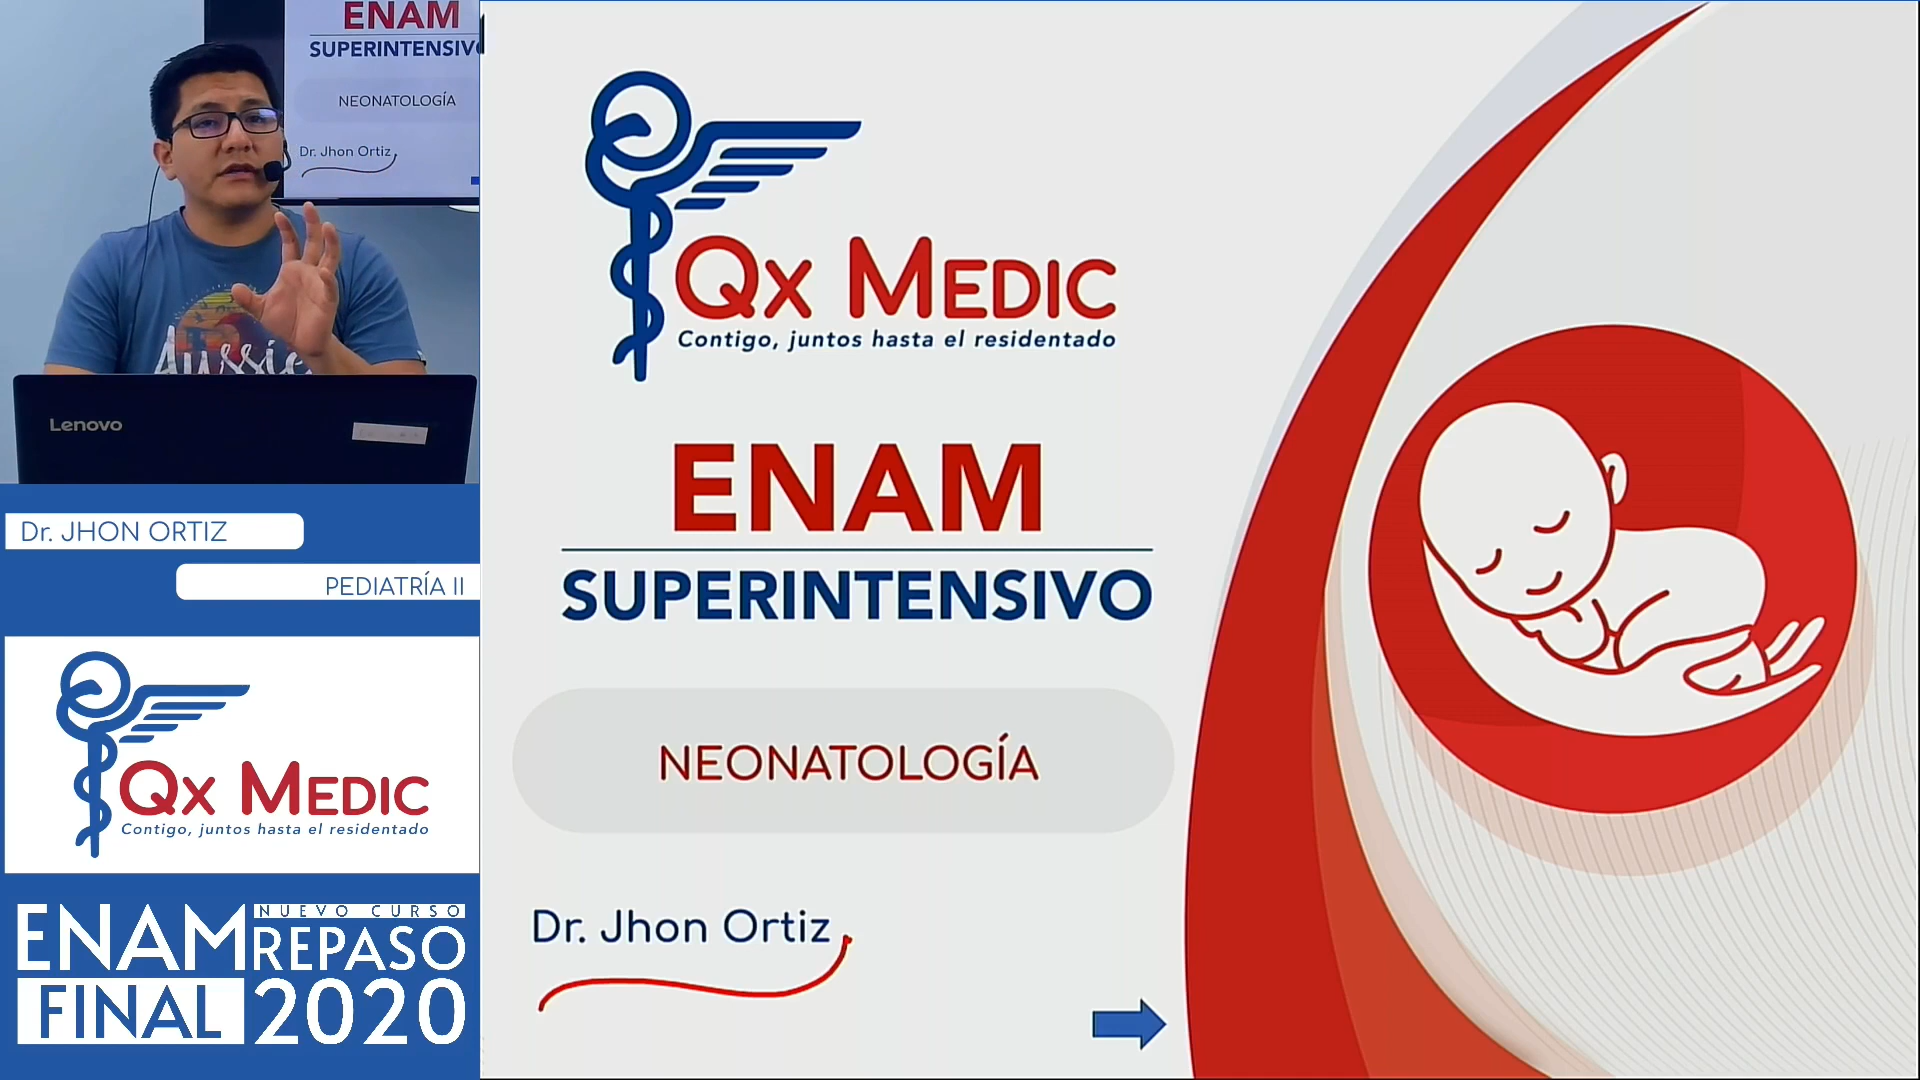 ENAM
SUPERINTENSIVO
NEONATOLOGÍA
Dr. Jhon Ortiz
Aussie
Lenovo
Dr. JHON ORTIZ
PEDIATRÍA II
Qx MEDIC
Contigo, juntos hasta el residentado
ENAM
NUEVO CURSO
REPASO
FINAL 2020
Qx MEDIC
Contigo, juntos hasta el residentado
ENAM
SUPERINTENSIVO
NEONATOLOGÍA
Dr. Jhon Ortiz